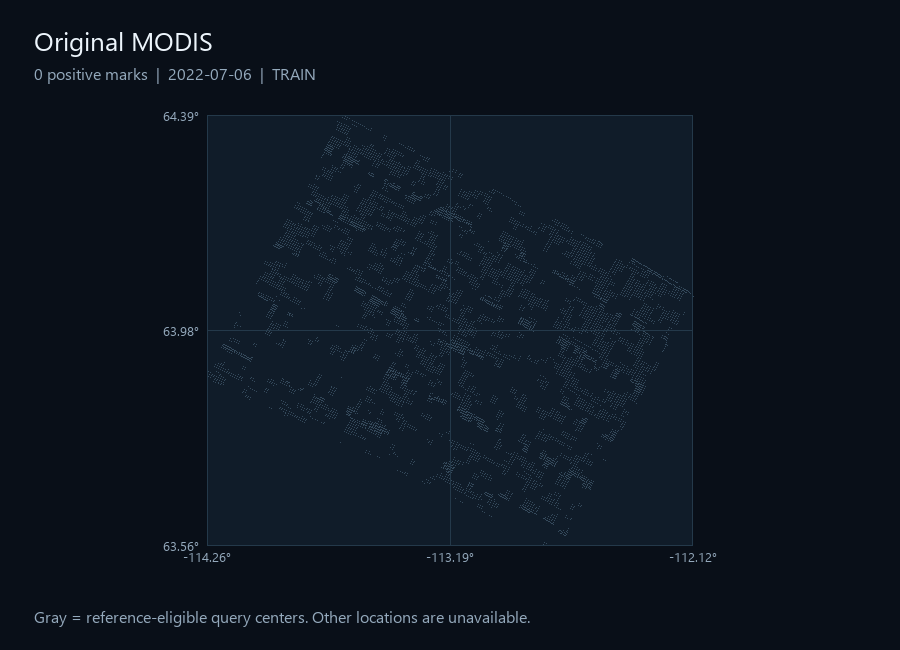 Original MODIS
0 positive marks | 2022-07-06 | TRAIN
64.39°
63.98°
63.56°
-114.26°
-113.19°
-112.12°
Gray = reference-eligible query centers. Other locations are unavailable.